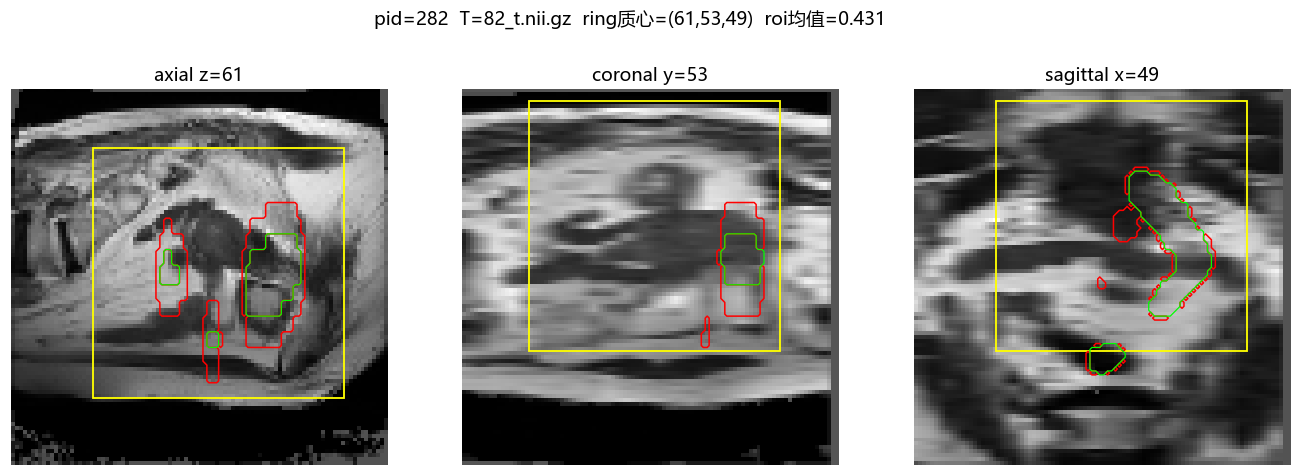 pid=282 T=82_t.nii.gz ring质心=(61,53,49) roi均值=0.431
axial z=61
coronal y=53
sagittal x=49